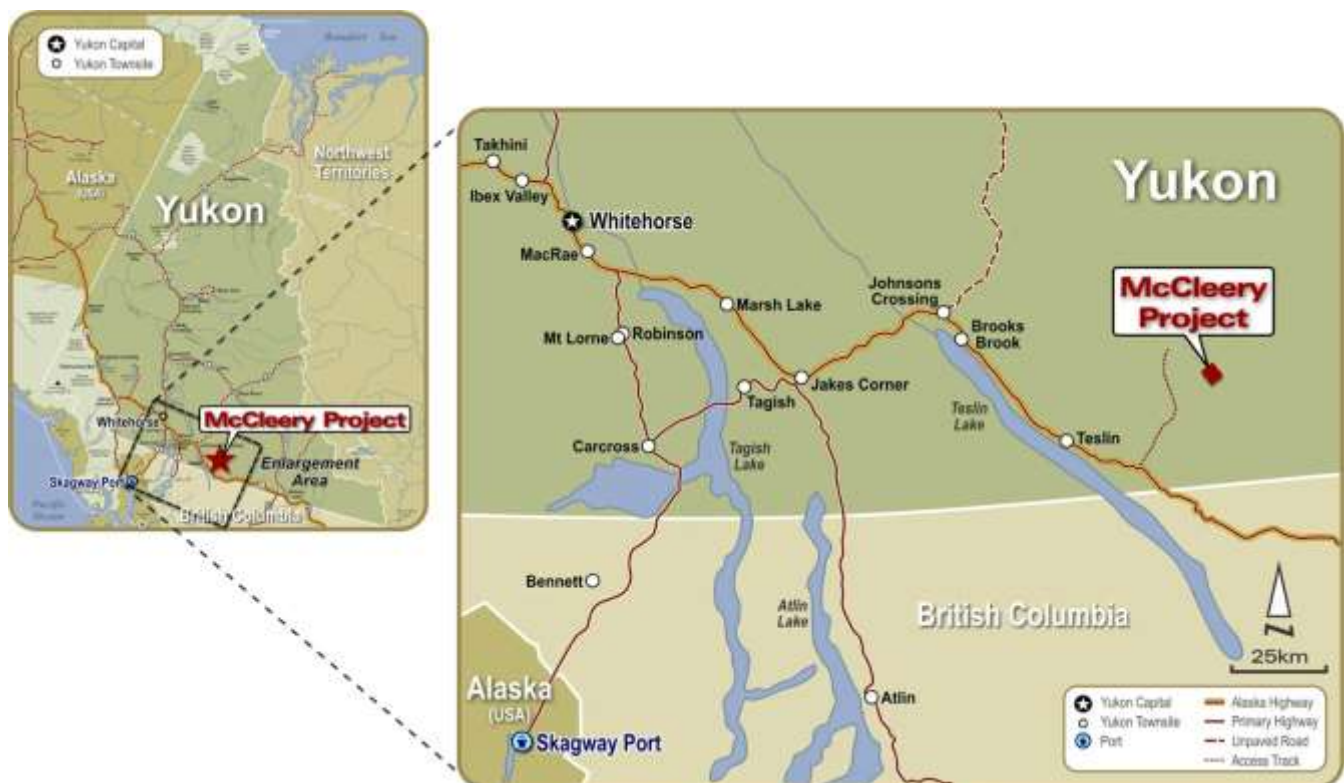 Yukon Capital
Yukon Townsite
Alaska
(USA)
Yukon
Northwest
Territories
Whitehorse
McCleery Project
Enlargement
Area
Skagway Port
British Columbia
Takhini
Ibex Valley
Whitehorse
MacRae
Yukon
Johnsons
Crossing
Marsh Lake
McCleery
Project
Brooks
Brook
Robinson
Mt Lorne
Jakes Corner
Tagish
Teslin
Lake
Teslin
Carcross
Tagish
Lake
Bennett
Atlin
Lake
British Columbia
25km
Alaska
(USA)
Atlin
Skagway Port
Yukon Capital
Yukon Townsite
Port
Alaska Highway
Primary Highway
Unpaved Road
Access Track